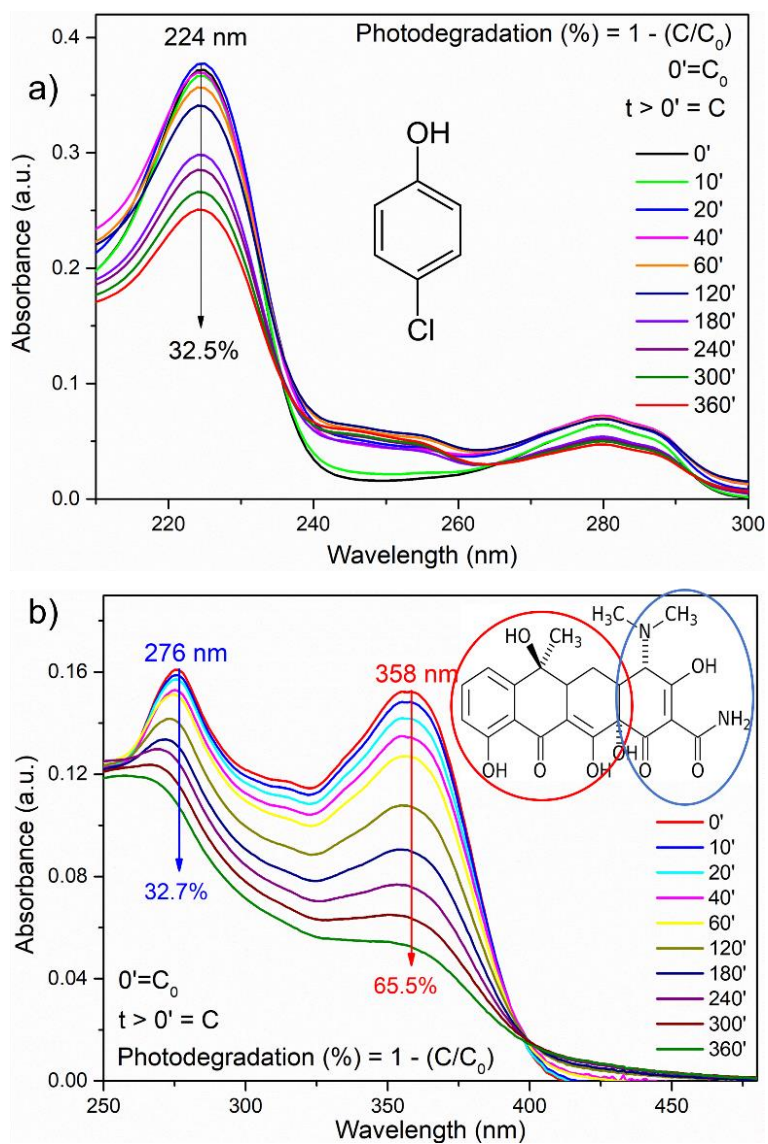 a)
224 nm
Photodegradation (%) = 1 - (C/C₀)
0'=C₀
t > 0' = C
OH
Cl
32.5%
0'
10'
20'
40'
60'
120'
180'
240'
300'
360'
Absorbance (a.u.)
0.4
0.3
0.2
0.1
0.0
220
240
260
280
300
Wavelength (nm)
b)
276 nm
358 nm
H₃C
CH₃
N
HO
CH₃
OH
NH₂
OH
O
OH
OH
O
O
32.7%
65.5%
0'
10'
20'
40'
60'
120'
180'
240'
300'
360'
0'=C₀
t > 0' = C
Photodegradation (%) = 1 - (C/C₀)
Absorbance (a.u.)
0.16
0.12
0.08
0.04
0.00
250
300
350
400
450
Wavelength (nm)